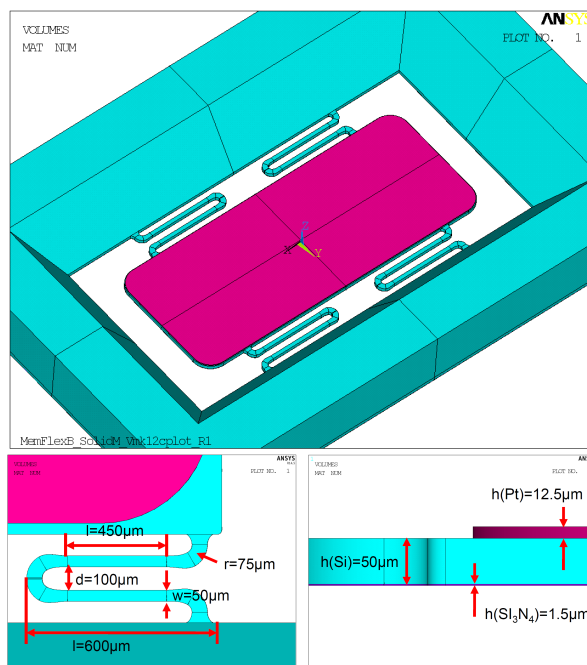 VOLUMES
MAT NUM
ANSYS
PLOT NO. 1
Z
X
Y
MemFlexB_SolidM_Vmk12cplot_R1
VOLUMES
MAT NUM
ANSYS
PLOT NO. 1
l=450µm
r=75µm
d=100µm
w=50µm
l=600µm
VOLUMES
MAT NUM
ANS
PLOT NO.
h(Pt)=12.5µm
h(Si)=50µm
h(SI₃N₄)=1.5µm